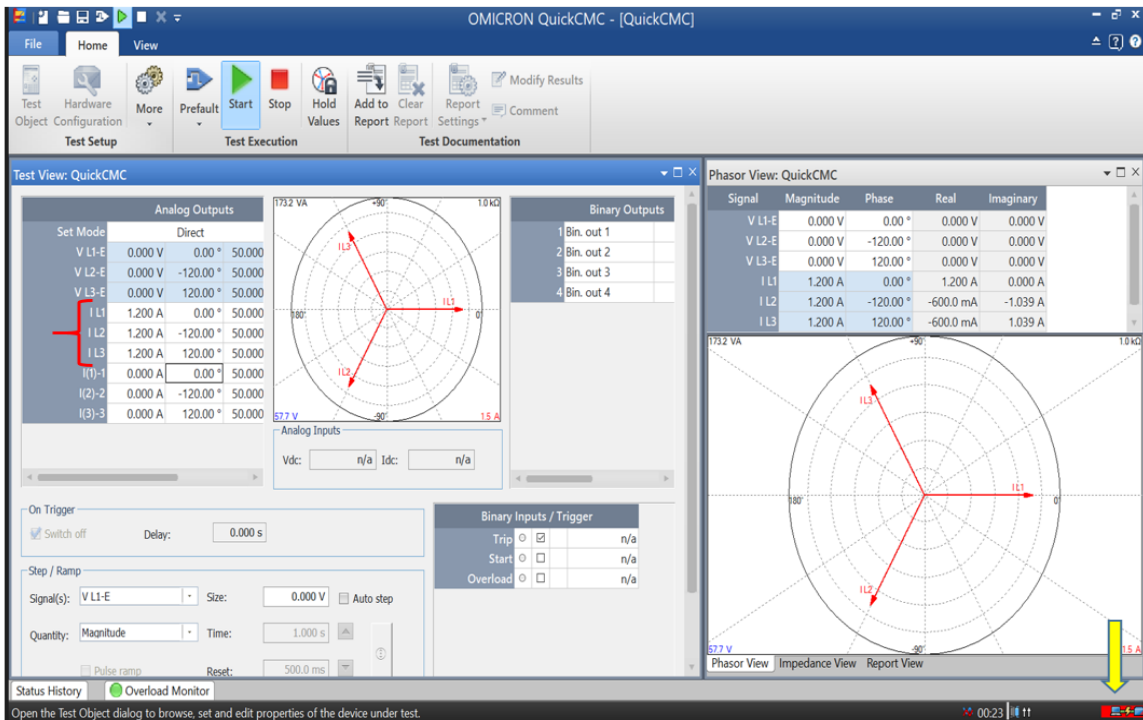 OMICRON QuickCMC - [QuickCMC]
File Home View
Test Object
Hardware Configuration
More
Prefault
Start
Stop
Hold Values
Add to Report
Clear Report
Report Settings
Modify Results
Comment
Test Setup
Test Execution
Test Documentation
Test View: QuickCMC
Analog Outputs
Set Mode Direct
V L1-E 0.000 V 0.00 ° 50.000
V L2-E 0.000 V -120.00 ° 50.000
V L3-E 0.000 V 120.00 ° 50.000
I L1 1.200 A 0.00 ° 50.000
I L2 1.200 A -120.00 ° 50.000
I L3 1.200 A 120.00 ° 50.000
I(1)-1 0.000 A 0.00 ° 50.000
I(2)-2 0.000 A -120.00 ° 50.000
I(3)-3 0.000 A 120.00 ° 50.000
173.2 VA +90° 1.0 kΩ
IL3
IL1
180° 0°
IL2
57.7 V -90° 1.5 A
Binary Outputs
1 Bin. out 1
2 Bin. out 2
3 Bin. out 3
4 Bin. out 4
Analog Inputs
Vdc: n/a Idc: n/a
On Trigger
Switch off Delay: 0.000 s
Step / Ramp
Signal(s): V L1-E Size: 0.000 V Auto step
Quantity: Magnitude Time: 1.000 s
Pulse ramp Reset: 500.0 ms
Binary Inputs / Trigger
Trip n/a
Start n/a
Overload n/a
Phasor View: QuickCMC
Signal Magnitude Phase Real Imaginary
V L1-E 0.000 V 0.00 ° 0.000 V 0.000 V
V L2-E 0.000 V -120.00 ° 0.000 V 0.000 V
V L3-E 0.000 V 120.00 ° 0.000 V 0.000 V
I L1 1.200 A 0.00 ° 1.200 A 0.000 A
I L2 1.200 A -120.00 ° -600.0 mA -1.039 A
I L3 1.200 A 120.00 ° -600.0 mA 1.039 A
173.2 VA +90° 1.0 kΩ
IL3
IL1
180° 0°
IL2
57.7 V -90° 1.5 A
Phasor View Impedance View Report View
Status History Overload Monitor
Open the Test Object dialog to browse, set and edit properties of the device under test. 00:23